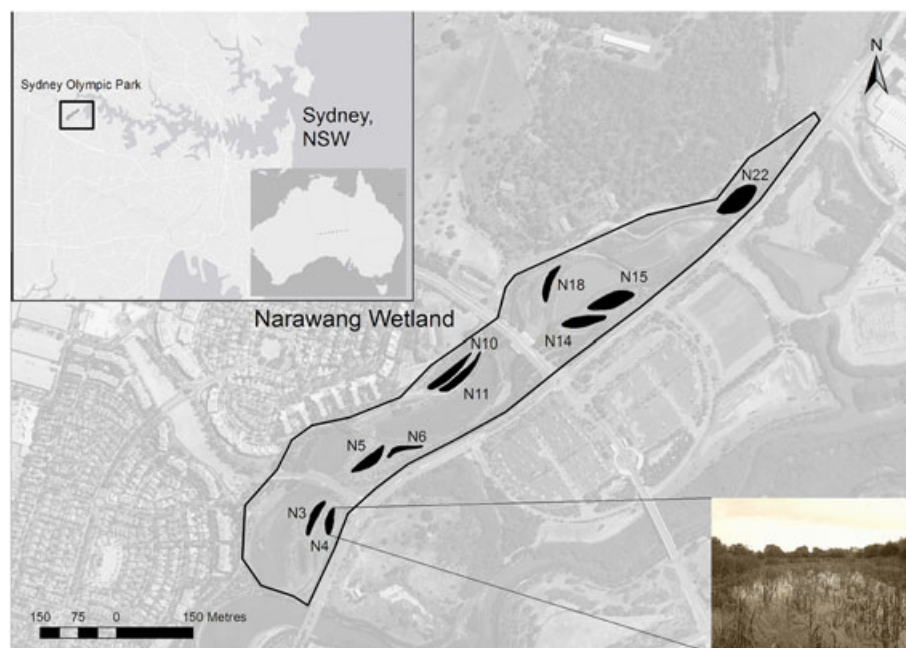 Sydney Olympic Park
Sydney,
NSW
N
N22
N18
N15
N14
Narawang Wetland
N10
N11
N5
N6
N3
N4
150 75 0 150 Metres